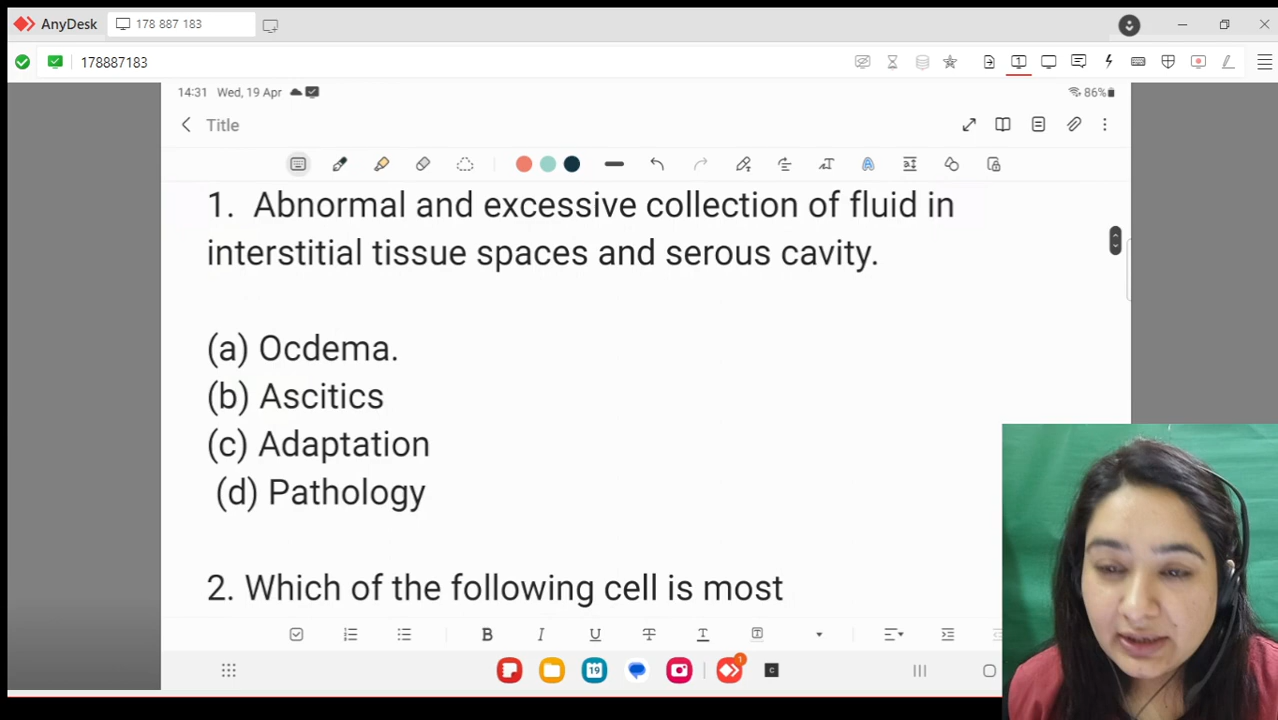 AnyDesk
178 887 183
178887183
14:31 Wed, 19 Apr
86%
Title
1. Abnormal and excessive collection of fluid in
interstitial tissue spaces and serous cavity.
(a) Ocdema.
(b) Ascitics
(c) Adaptation
(d) Pathology
2. Which of the following cell is most
B I U T T T
19
1
c